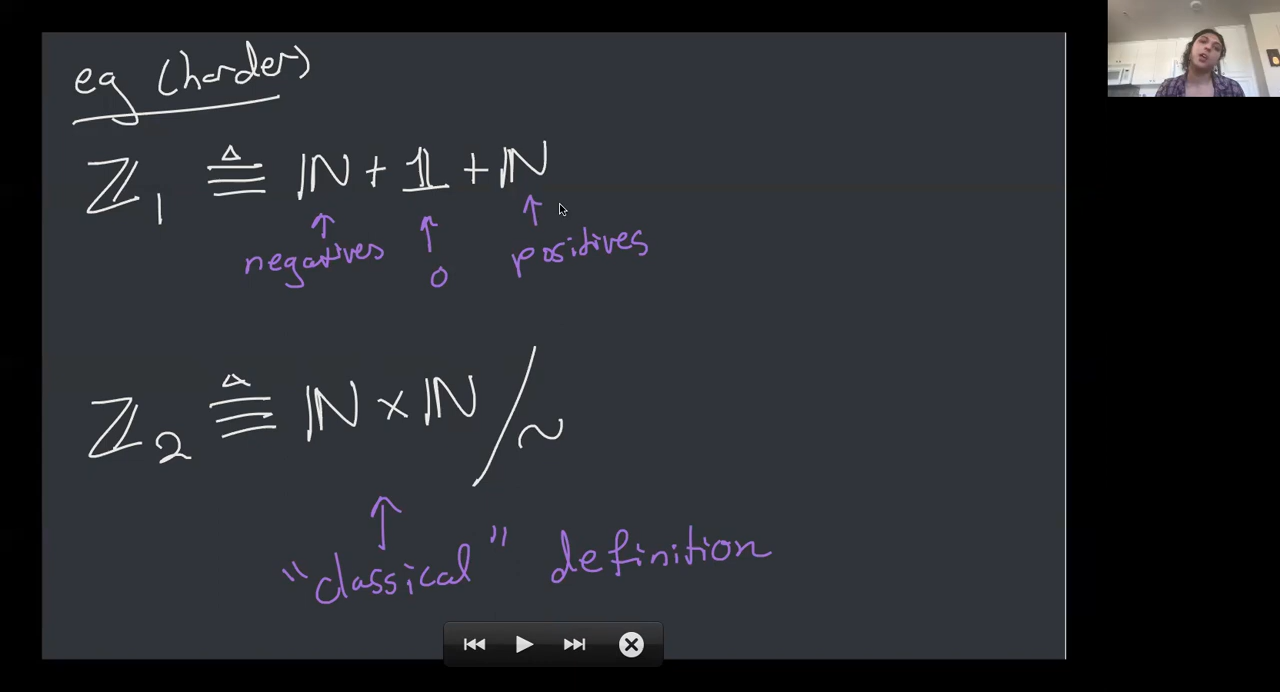 eg (harder)
ℤ₁ ≜ ℕ + 𝟙 + ℕ
↑ negatives ↑ 0 ↑ positives
ℤ₂ ≜ ℕ × ℕ / ~
↑
"classical" definition